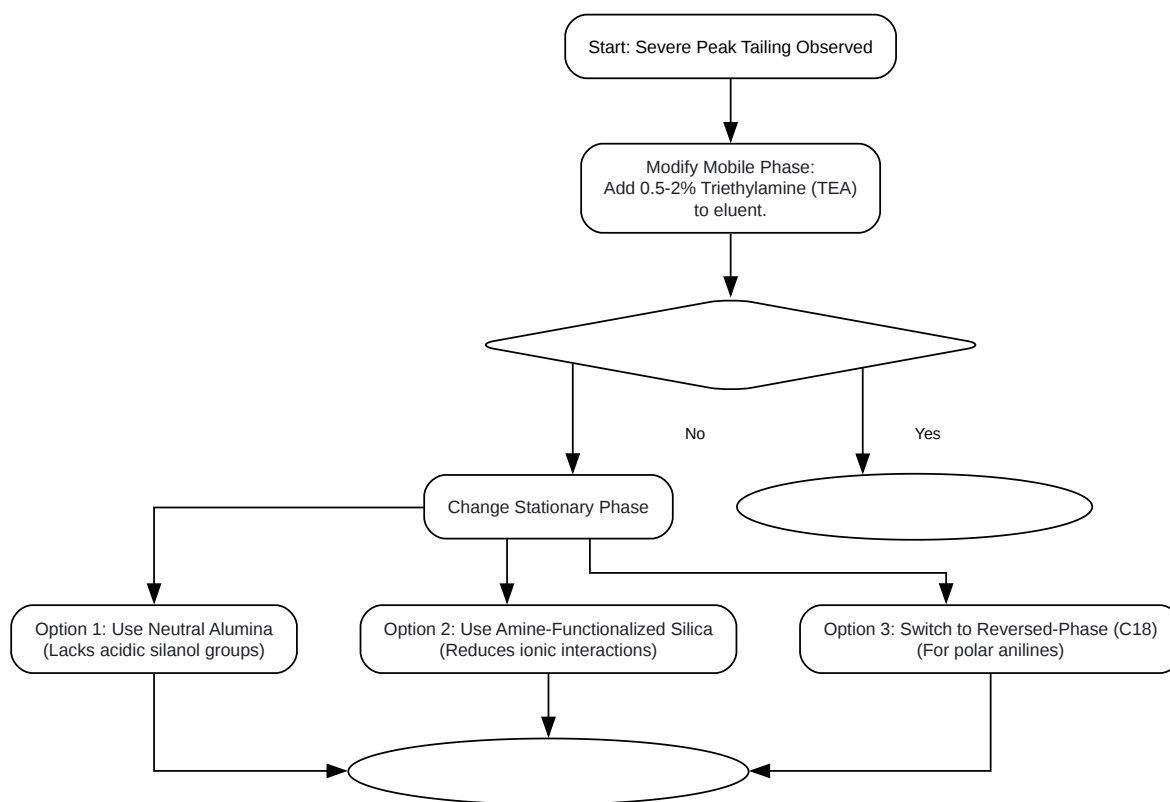 Start: Severe Peak Tailing Observed
Modify Mobile Phase:
Add 0.5-2% Triethylamine (TEA)
to eluent.
No
Yes
Change Stationary Phase
Option 1: Use Neutral Alumina
(Lacks acidic silanol groups)
Option 2: Use Amine-Functionalized Silica
(Reduces ionic interactions)
Option 3: Switch to Reversed-Phase (C18)
(For polar anilines)